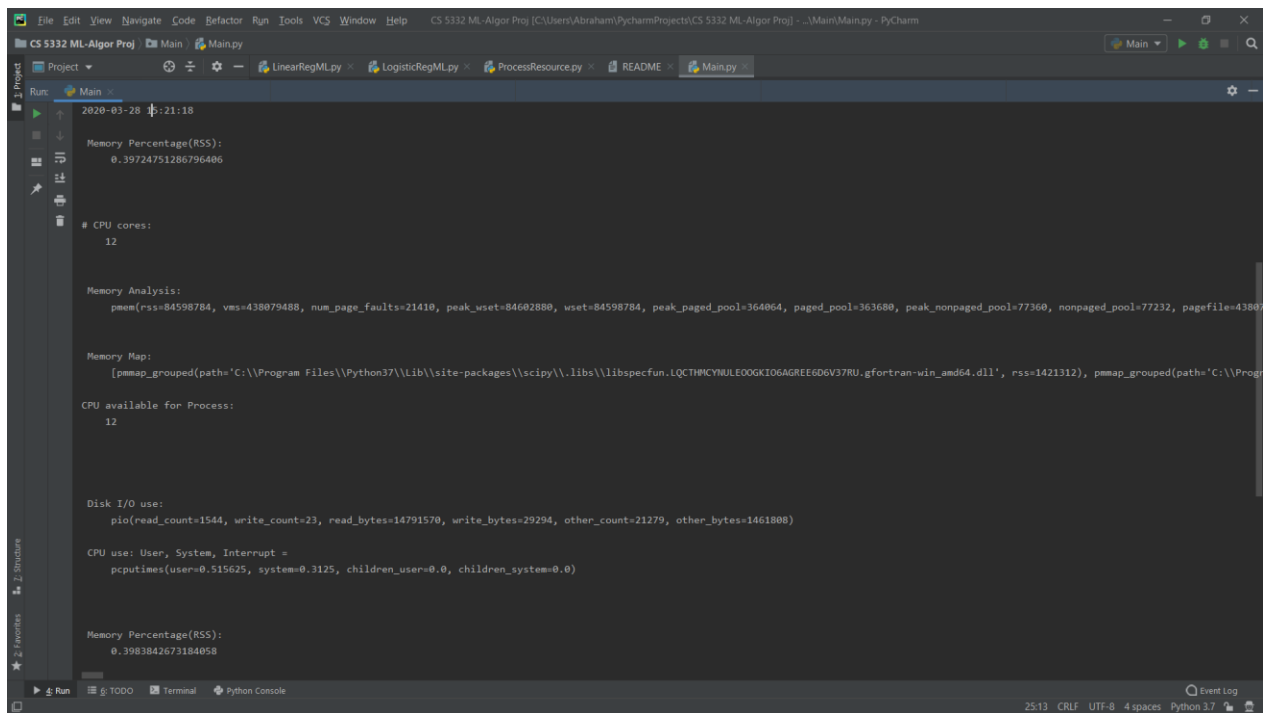 File Edit View Navigate Code Refactor Run Tools VCS Window Help CS 5332 ML-Algor Proj [C:\Users\Abraham\PycharmProjects\CS 5332 ML-Algor Proj] - ...\Main\Main.py - PyCharm
CS 5332 ML-Algor Proj Main Main.py Main
1: Project
Project LinearRegML.py LogisticRegML.py ProcessResource.py README Main.py
Run: Main
2020-03-28 15:21:18
Memory Percentage(RSS):
0.39724751286796406
# CPU cores:
12
Memory Analysis:
pmem(rss=84598784, vms=438079488, num_page_faults=21410, peak_wset=84602880, wset=84598784, peak_paged_pool=364064, paged_pool=363680, peak_nonpaged_pool=77360, nonpaged_pool=77232, pagefile=4380
Memory Map:
[pmmap_grouped(path='C:\\Program Files\\Python37\\Lib\\site-packages\\scipy\\.libs\\libspecfun.LQCTHMCYNULEOOGKIO6AGREE6D6V37RU.gfortran-win_amd64.dll', rss=1421312), pmmap_grouped(path='C:\\Progr
CPU available for Process:
12
Disk I/O use:
pio(read_count=1544, write_count=23, read_bytes=14791570, write_bytes=29294, other_count=21279, other_bytes=1461808)
CPU use: User, System, Interrupt =
pcputimes(user=0.515625, system=0.3125, children_user=0.0, children_system=0.0)
Memory Percentage(RSS):
0.3983842673184058
Z: Structure
2: Favorites
4: Run 6: TODO Terminal Python Console Event Log
25:13 CRLF UTF-8 4 spaces Python 3.7